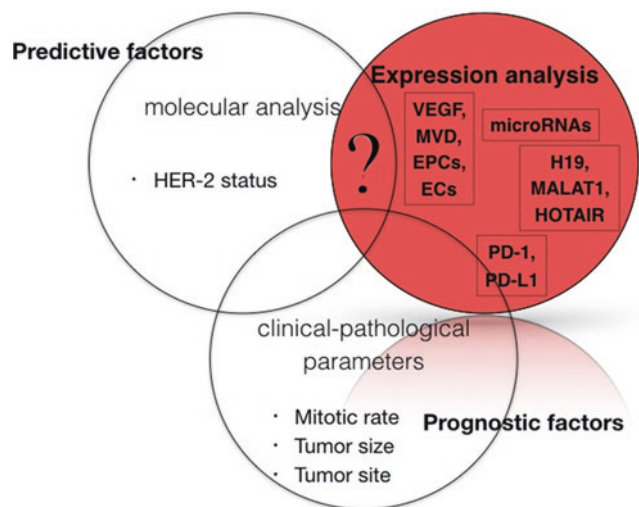 Predictive factors
molecular analysis
· HER-2 status
?
Expression analysis
VEGF,
MVD,
EPCs,
ECs
microRNAs
H19,
MALAT1,
HOTAIR
PD-1,
PD-L1
clinical-pathological
parameters
· Mitotic rate
· Tumor size
· Tumor site
Prognostic factors